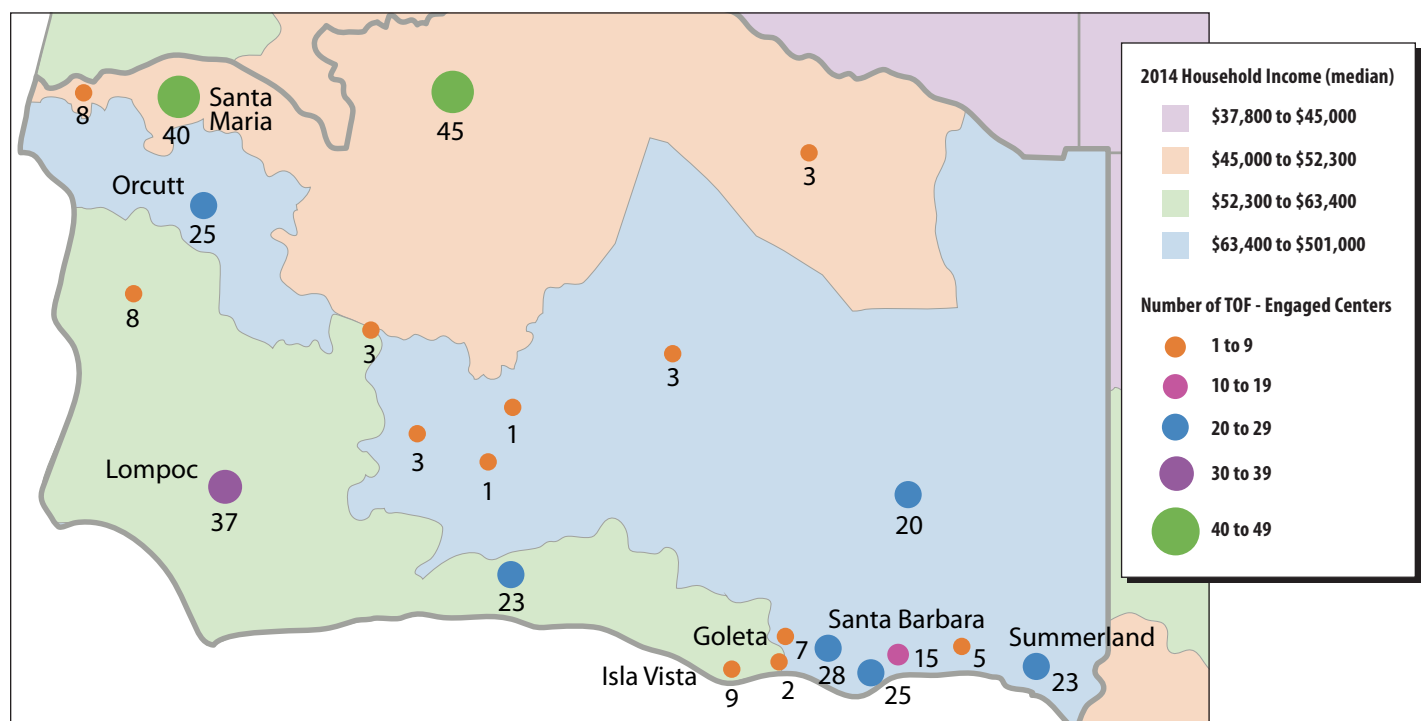 Santa
Maria
8
40
45
3
Orcutt
25
8
3
3
1
3
1
Lompoc
37
20
23
Goleta
7
Santa Barbara
28
15
5
Summerland
23
Isla Vista
9
2
25
2014 Household Income (median)
$37,800 to $45,000
$45,000 to $52,300
$52,300 to $63,400
$63,400 to $501,000
Number of TOF - Engaged Centers
1 to 9
10 to 19
20 to 29
30 to 39
40 to 49